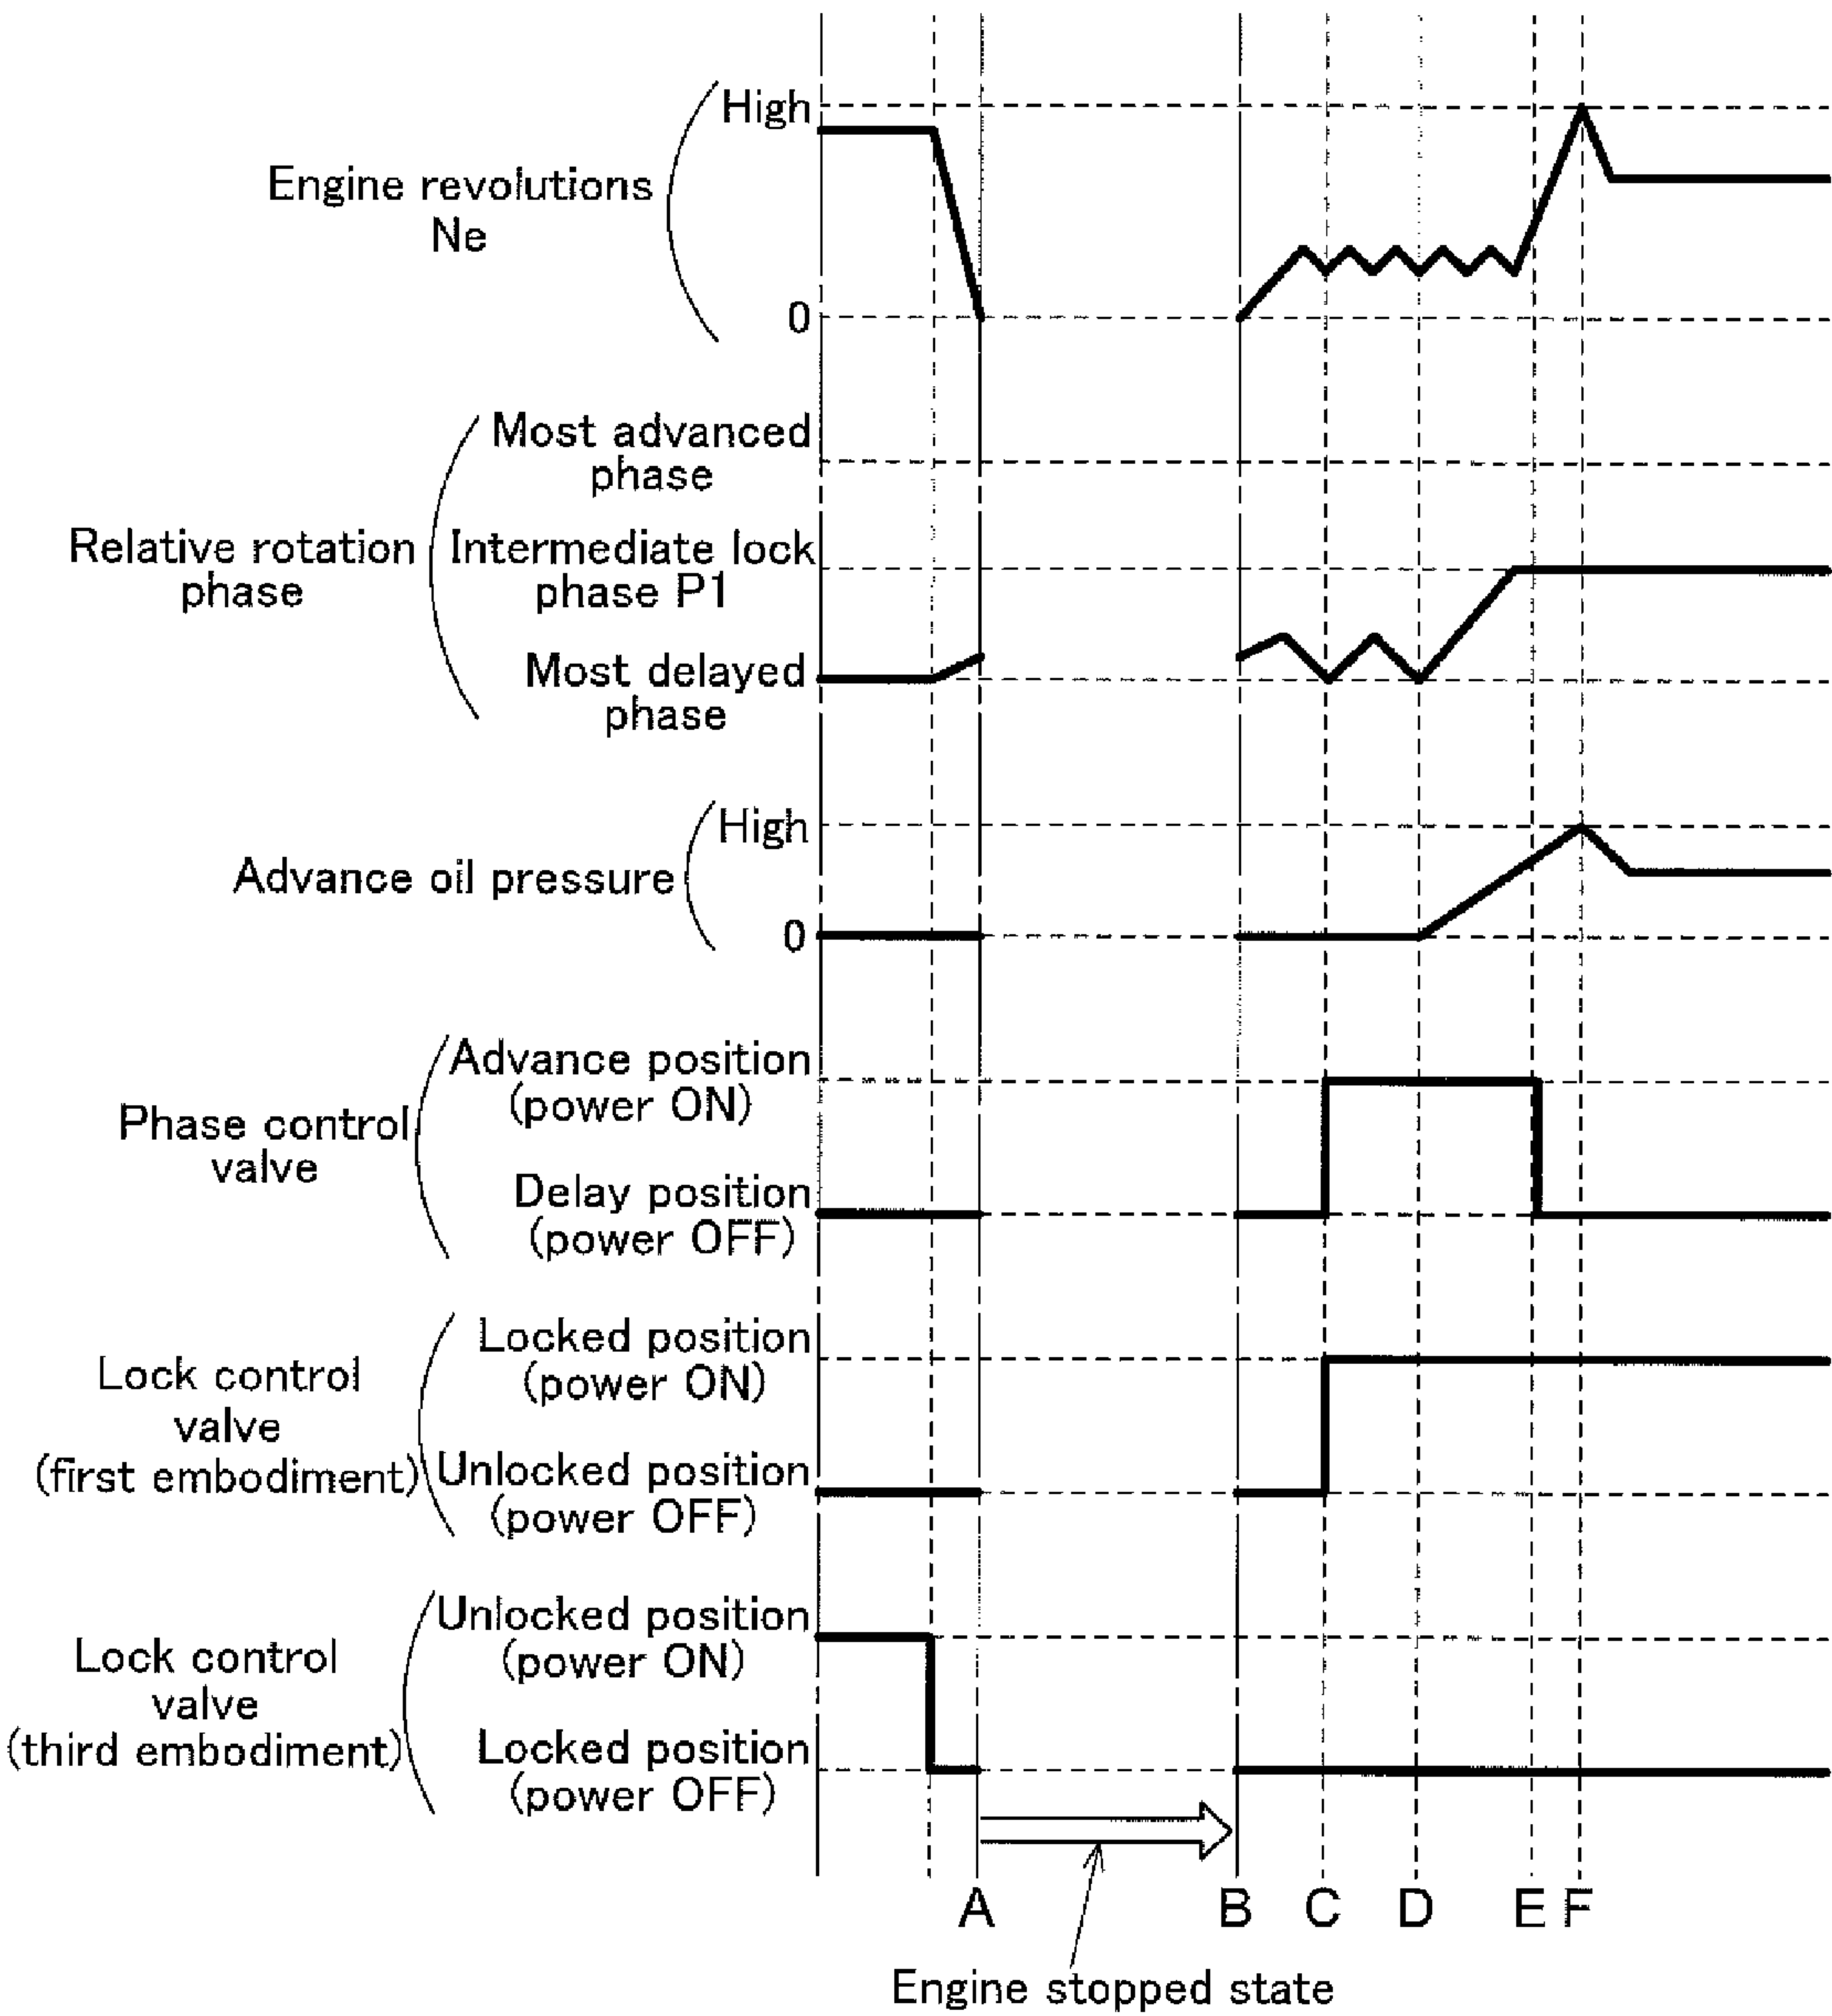 High
Engine revolutions
Ne
0
Most advanced
phase
Relative rotation
phase
Intermediate lock
phase P1
Most delayed
phase
High
Advance oil pressure
0
Advance position
(power ON)
Phase control
valve
Delay position
(power OFF)
Locked position
(power ON)
Lock control
valve
(first embodiment)
Unlocked position
(power OFF)
Unlocked position
(power ON)
Lock control
valve
(third embodiment)
Locked position
(power OFF)
A B C D E F
Engine stopped state